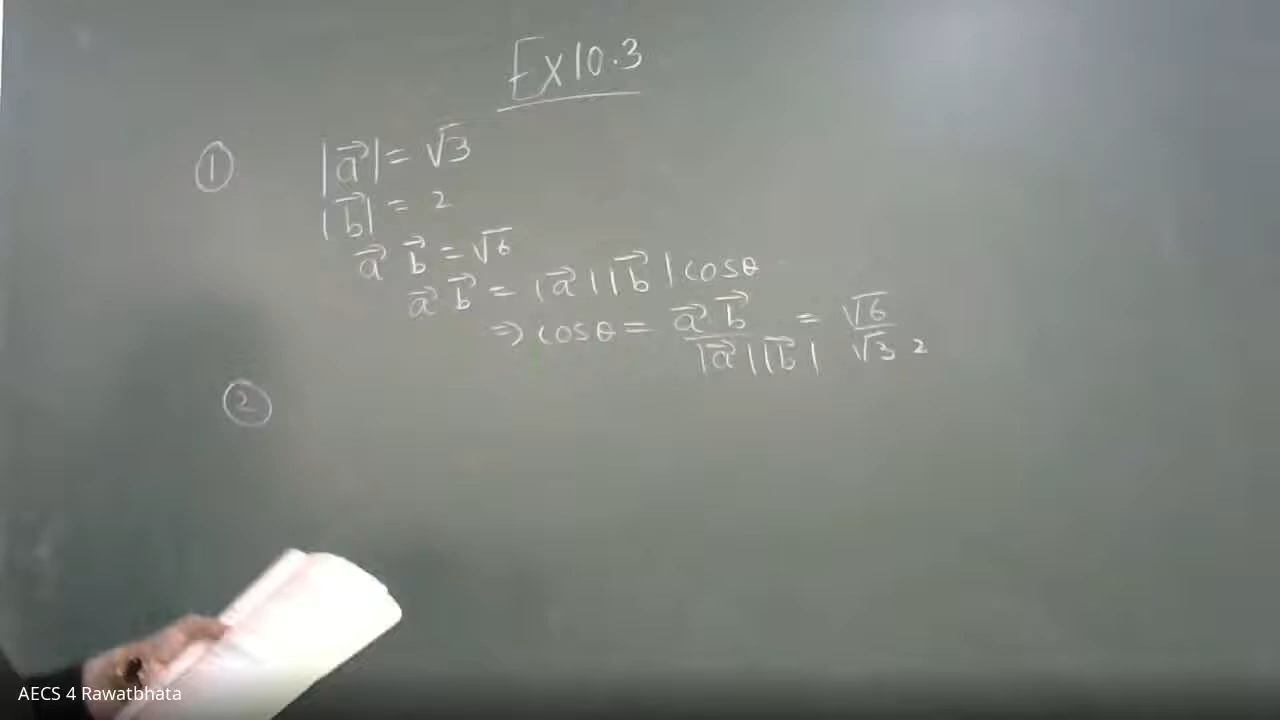 Ex 10.3
① |a⃗| = √3
|b⃗| = 2
a⃗ b⃗ = √6
a⃗ b⃗ = |a⃗||b⃗| cosθ
⇒ cosθ = a⃗.b⃗ / |a⃗||b⃗| = √6 / √3 2
②
AECS 4 Rawatbhata